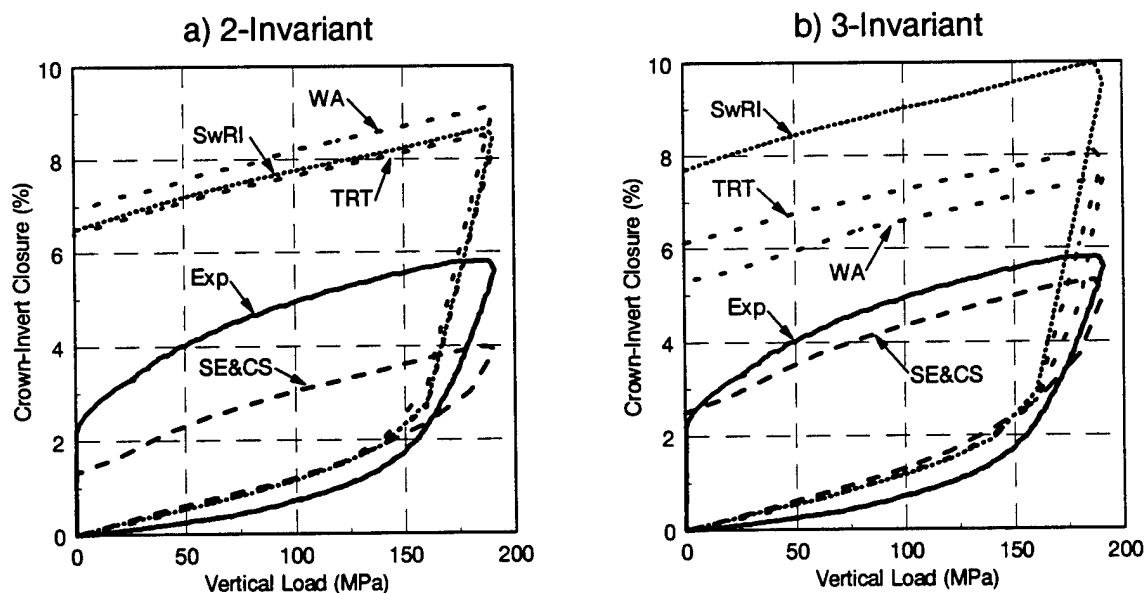 a) 2-Invariant
10
8
6
4
2
0
0
50
100
150
200
Crown-Invert Closure (%)
Vertical Load (MPa)
WA
SwRI
TRT
Exp
SE&CS
b) 3-Invariant
10
8
6
4
2
0
0
50
100
150
200
Crown-Invert Closure (%)
Vertical Load (MPa)
SwRI
TRT
WA
Exp
SE&CS